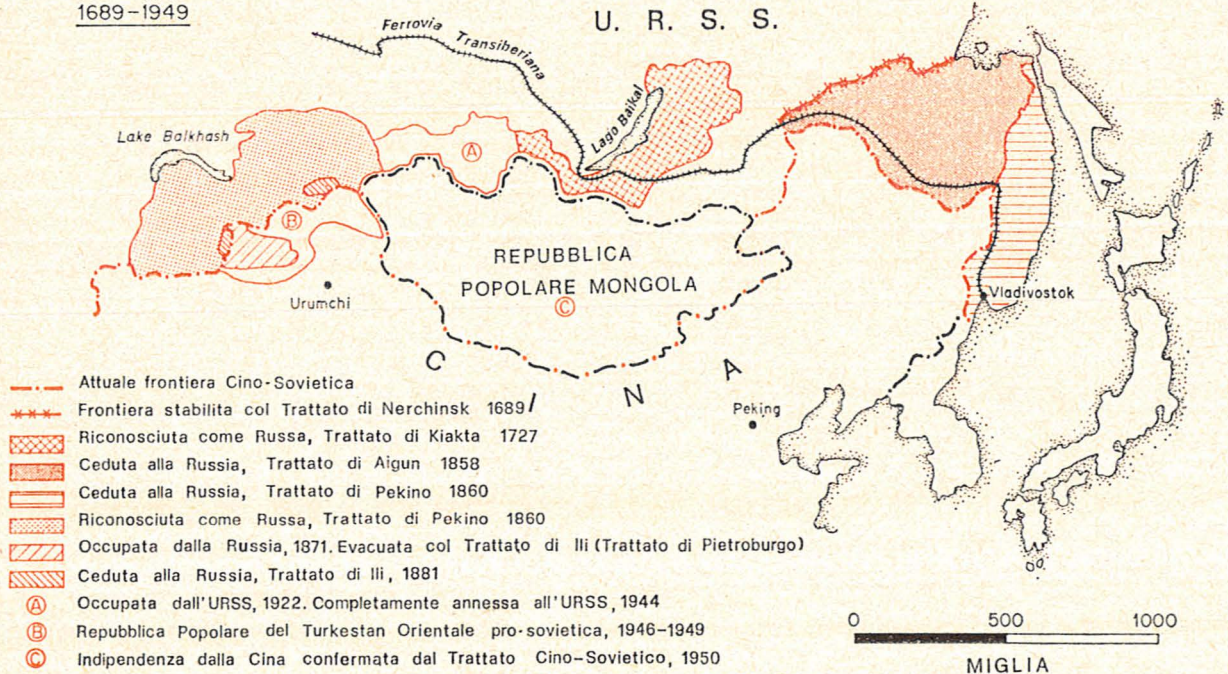 1689-1949
U. R. S. S.
Ferrovia Transiberiana
Lago Baikal
Lake Balkhash
A
B
REPUBBLICA
POPOLARE MONGOLA
C
Urumchi
Vladivostok
C I N A
Peking
Attuale frontiera Cino-Sovietica
Frontiera stabilita col Trattato di Nerchinsk 1689
Riconosciuta come Russa, Trattato di Kiakta 1727
Ceduta alla Russia, Trattato di Aigun 1858
Ceduta alla Russia, Trattato di Pekino 1860
Riconosciuta come Russa, Trattato di Pekino 1860
Occupata dalla Russia, 1871. Evacuata col Trattato di Ili (Trattato di Pietroburgo)
Ceduta alla Russia, Trattato di Ili, 1881
A Occupata dall'URSS, 1922. Completamente annessa all'URSS, 1944
B Repubblica Popolare del Turkestan Orientale pro-sovietica, 1946-1949
C Indipendenza dalla Cina confermata dal Trattato Cino-Sovietico, 1950
0 500 1000
MIGLIA